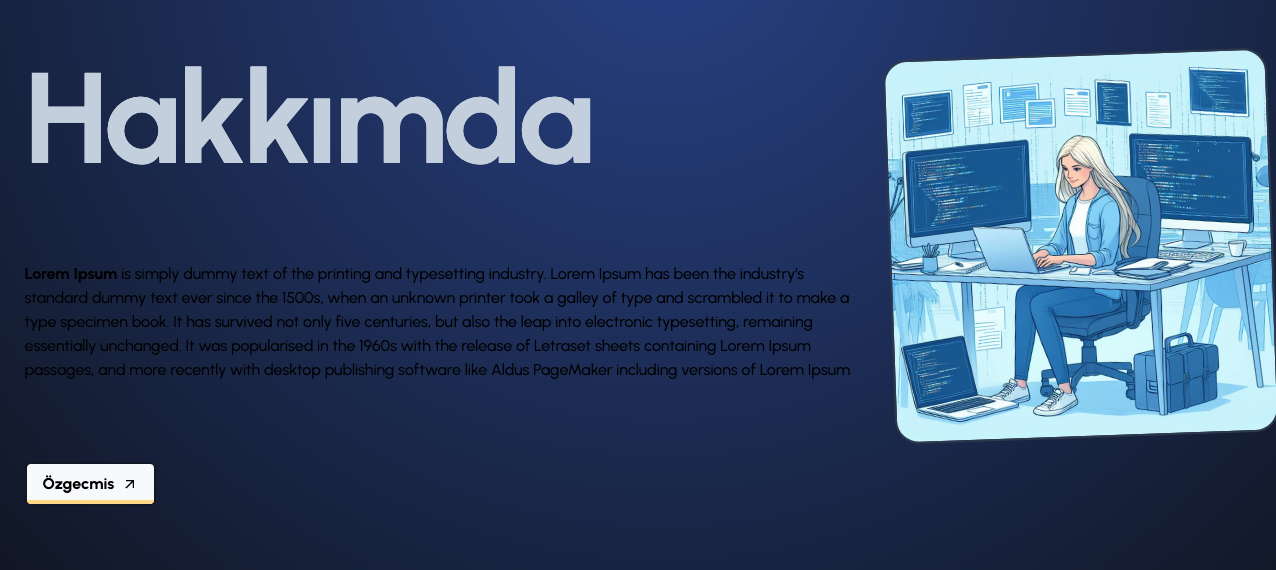 Hakkımda
Lorem Ipsum is simply dummy text of the printing and typesetting industry. Lorem Ipsum has been the industry's
standard dummy text ever since the 1500s, when an unknown printer took a galley of type and scrambled it to make a
type specimen book. It has survived not only five centuries, but also the leap into electronic typesetting, remaining
essentially unchanged. It was popularised in the 1960s with the release of Letraset sheets containing Lorem Ipsum
passages, and more recently with desktop publishing software like Aldus PageMaker including versions of Lorem Ipsum
Özgecmis